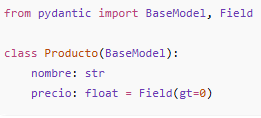 from pydantic import BaseModel, Field

class Producto(BaseModel):
    nombre: str
    precio: float = Field(gt=0)